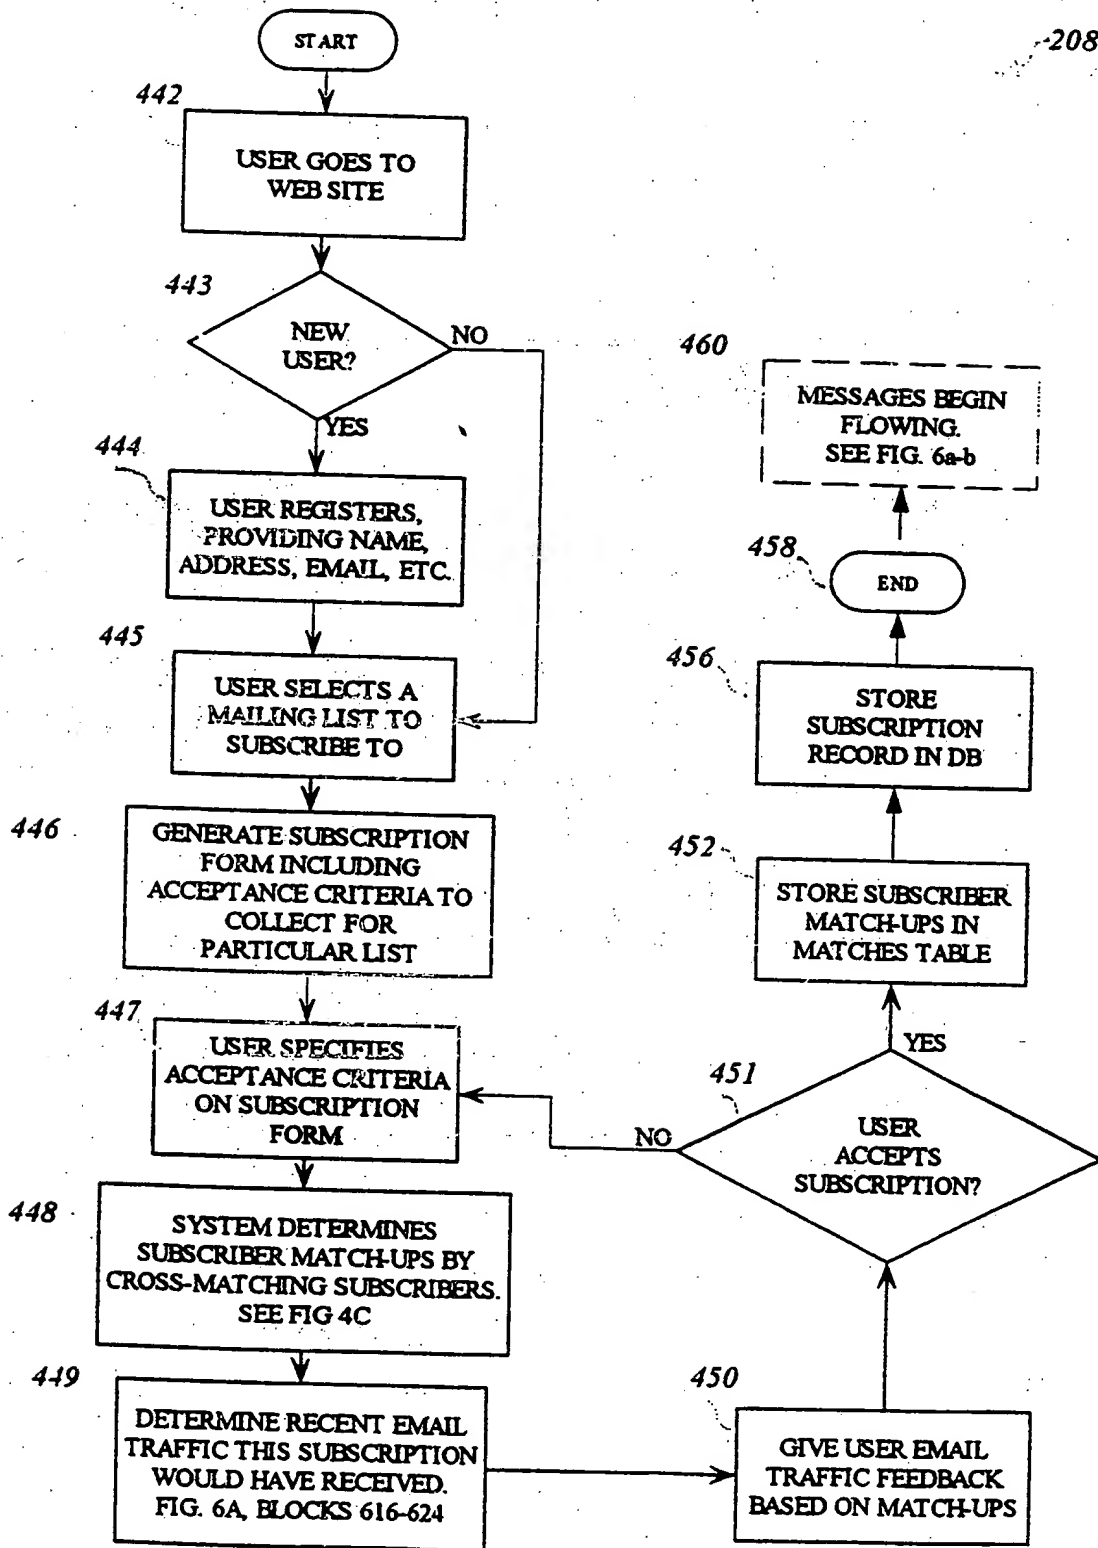 START
208
442
USER GOES TO
WEB SITE
443
NEW
USER?
NO
YES
444
USER REGISTERS,
PROVIDING NAME,
ADDRESS, EMAIL, ETC.
445
USER SELECTS A
MAILING LIST TO
SUBSCRIBE TO
446
GENERATE SUBSCRIPTION
FORM INCLUDING
ACCEPTANCE CRITERIA TO
COLLECT FOR
PARTICULAR LIST
447
USER SPECIFIES
ACCEPTANCE CRITERIA
ON SUBSCRIPTION
FORM
448
SYSTEM DETERMINES
SUBSCRIBER MATCH-UPS BY
CROSS-MATCHING SUBSCRIBERS.
SEE FIG 4C
449
DETERMINE RECENT EMAIL
TRAFFIC THIS SUBSCRIPTION
WOULD HAVE RECEIVED.
FIG. 6A, BLOCKS 616-624
450
GIVE USER EMAIL
TRAFFIC FEEDBACK
BASED ON MATCH-UPS
451
USER
ACCEPTS
SUBSCRIPTION?
NO
YES
452
STORE SUBSCRIBER
MATCH-UPS IN
MATCHES TABLE
456
STORE
SUBSCRIPTION
RECORD IN DB
458
END
460
MESSAGES BEGIN
FLOWING.
SEE FIG. 6a-b